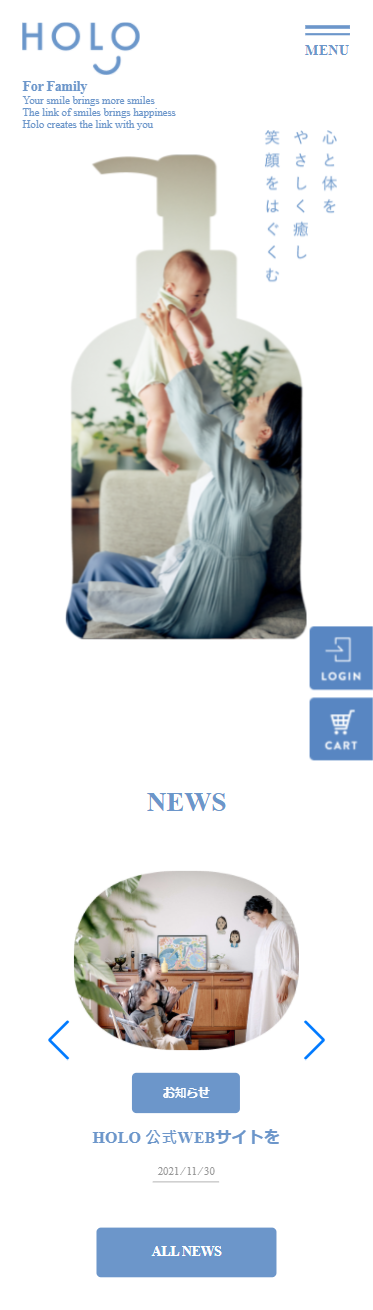 HOLO
MENU
For Family
Your smile brings more smiles
The link of smiles brings happiness
Holo creates the link with you
心と体を
やさしく癒し
笑顔をはぐくむ
LOGIN
CART
NEWS
お知らせ
HOLO 公式WEBサイトを
2021/11/30
ALL NEWS